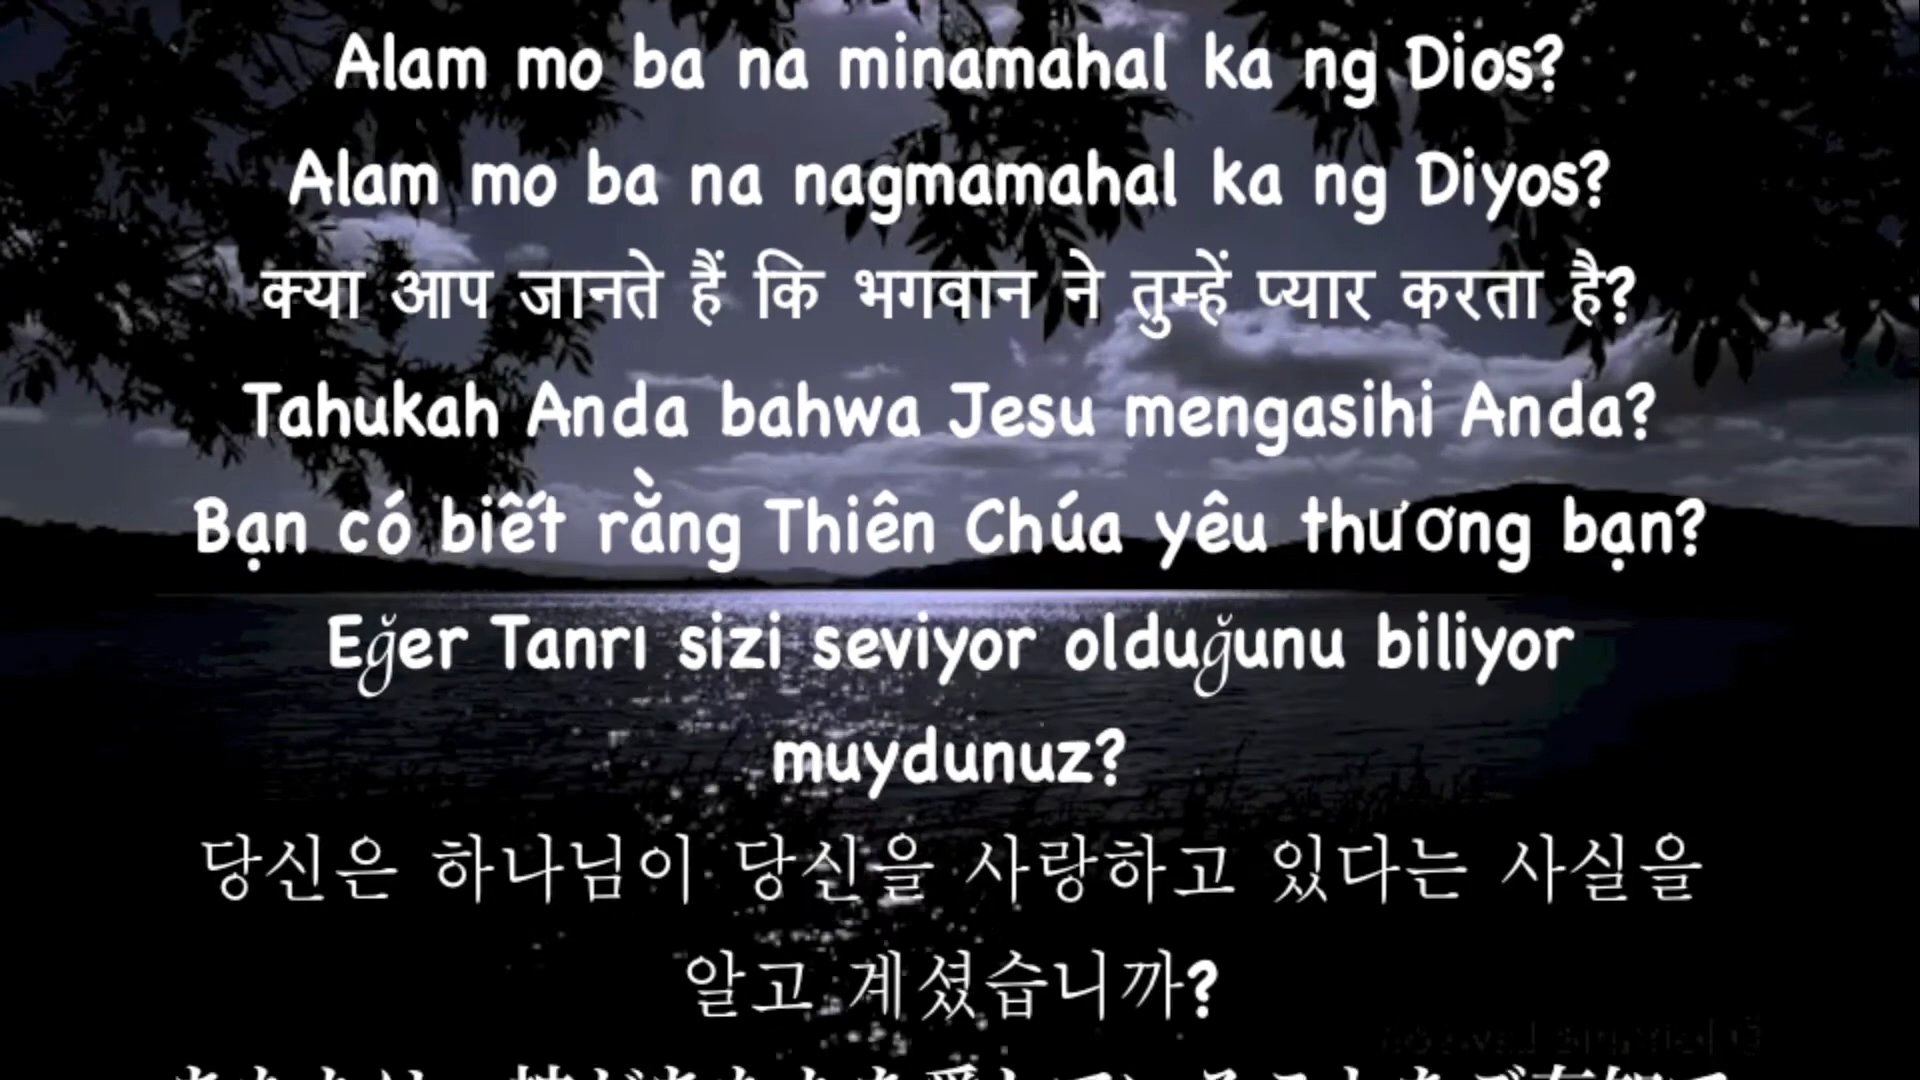 Alam mo ba na minamahal ka ng Dios?
Alam mo ba na nagmamahal ka ng Diyos?
क्या आप जानते हैं कि भगवान ने तुम्हें प्यार करता है?
Tahukah Anda bahwa Jesu mengasihi Anda?
Bạn có biết rằng Thiên Chúa yêu thương bạn?
Eğer Tanrı sizi seviyor olduğunu biliyor
muydunuz?
당신은 하나님이 당신을 사랑하고 있다는 사실을
알고 계셨습니까?